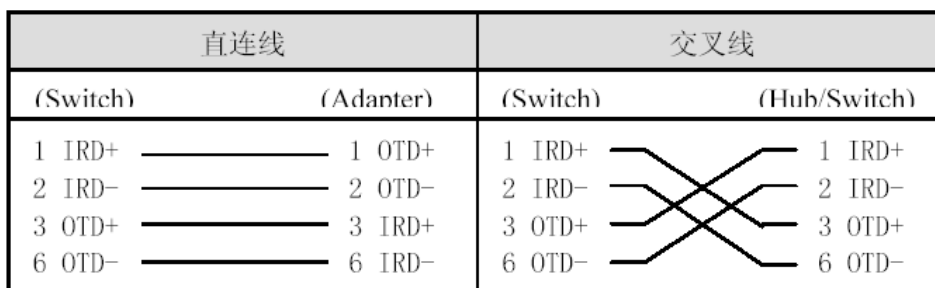 直连线 交叉线
(Switch) (Adapter) (Switch) (Hub/Switch)
1 IRD+ 1 OTD+ 1 IRD+ 1 IRD+
2 IRD- 2 OTD- 2 IRD- 2 IRD-
3 OTD+ 3 IRD+ 3 OTD+ 3 OTD+
6 OTD- 6 IRD- 6 OTD- 6 OTD-